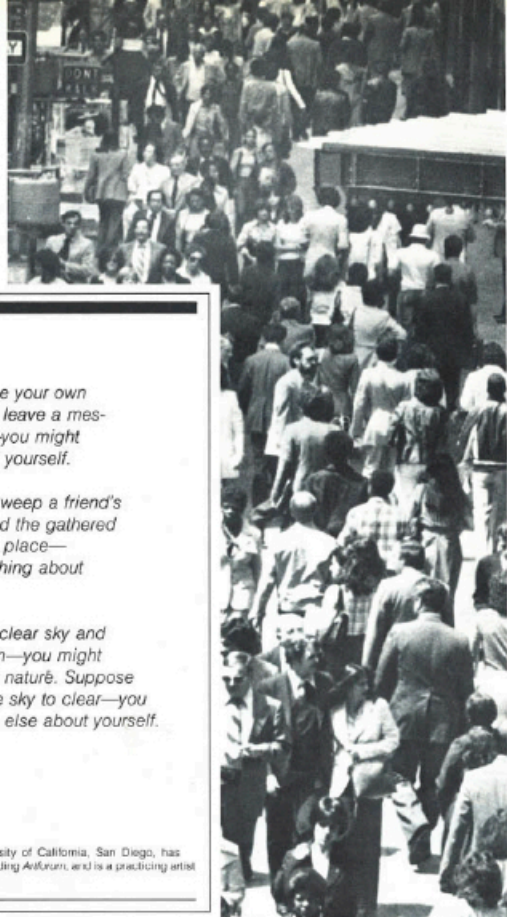 DONT
WALK
e your own
leave a mes-
you might
yourself.
weep a friend's
d the gathered
place—
hing about
clear sky and
n—you might
nature. Suppose
e sky to clear—you
else about yourself.
sity of California, San Diego, has
ding Artforum, and is a practicing artist